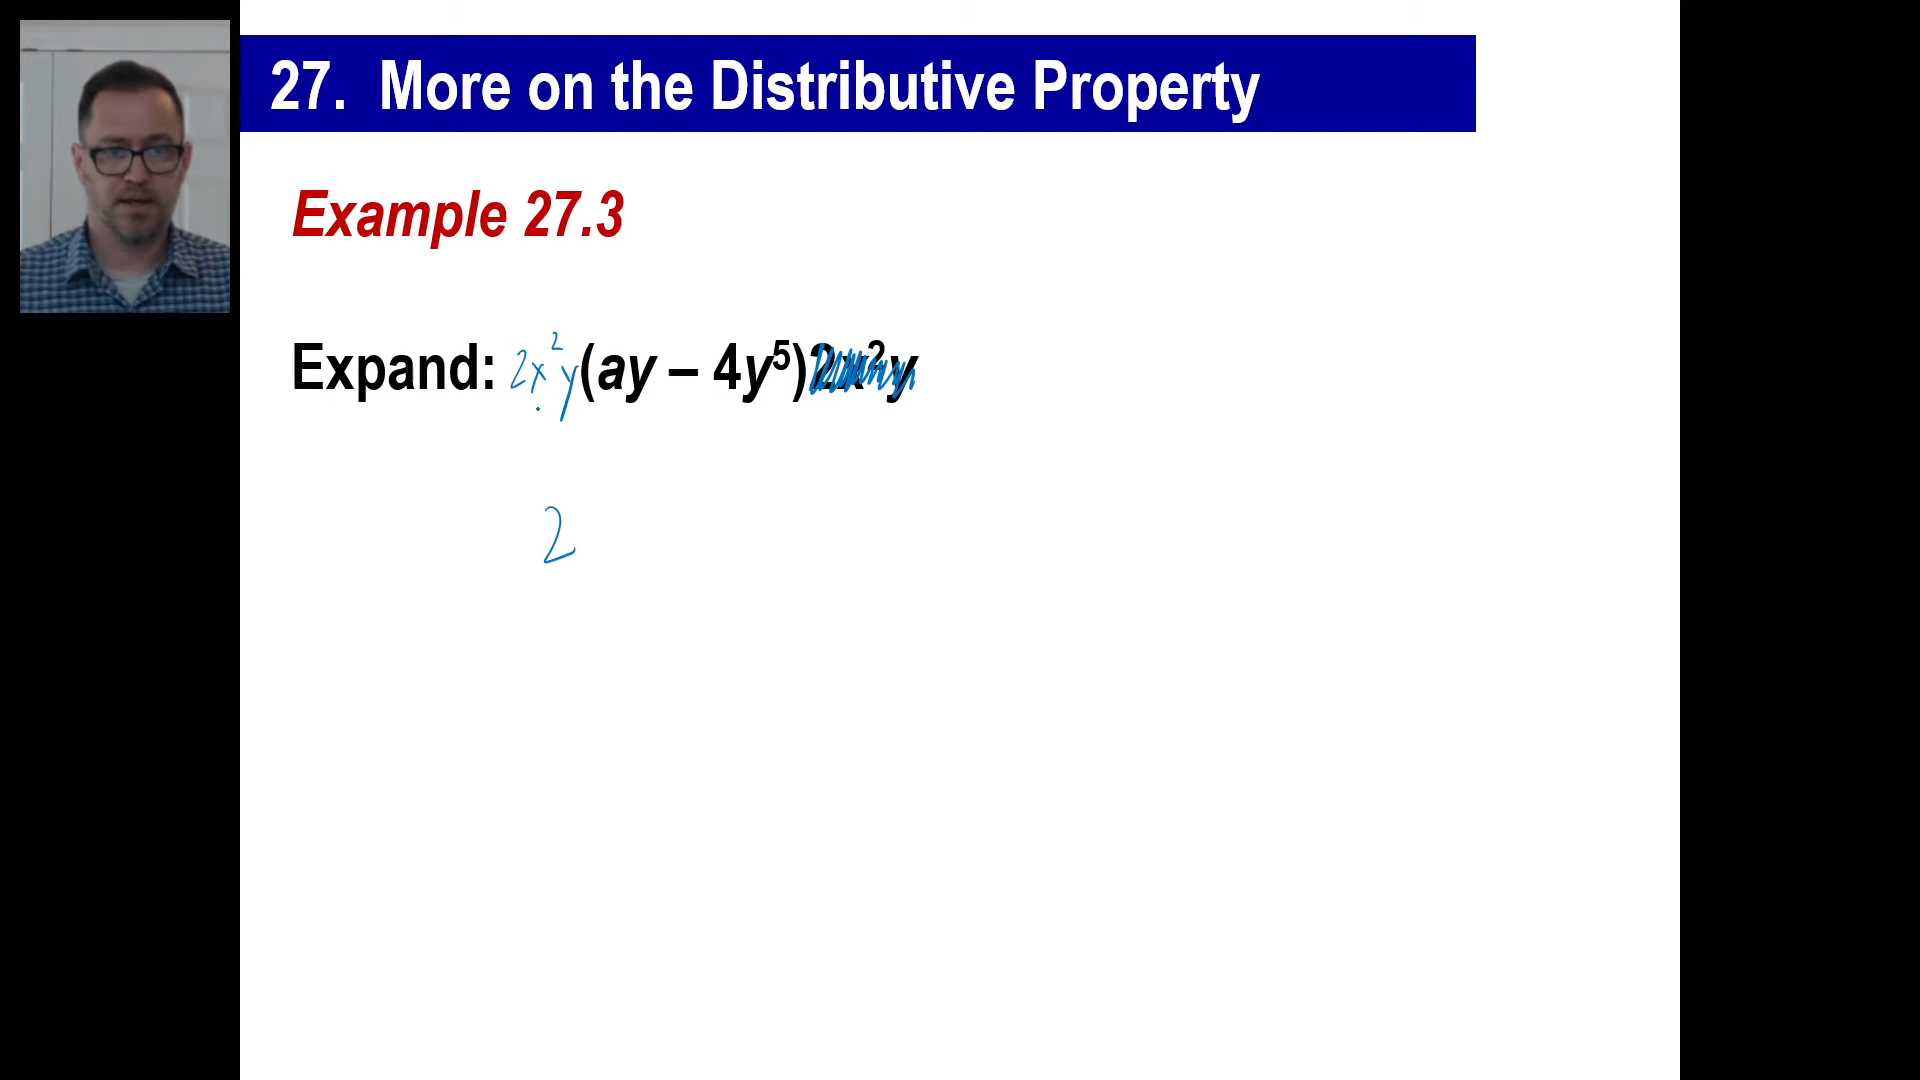 27. More on the Distributive Property
Example 27.3
Expand: 2x²y(ay – 4y⁵)2x²y
2